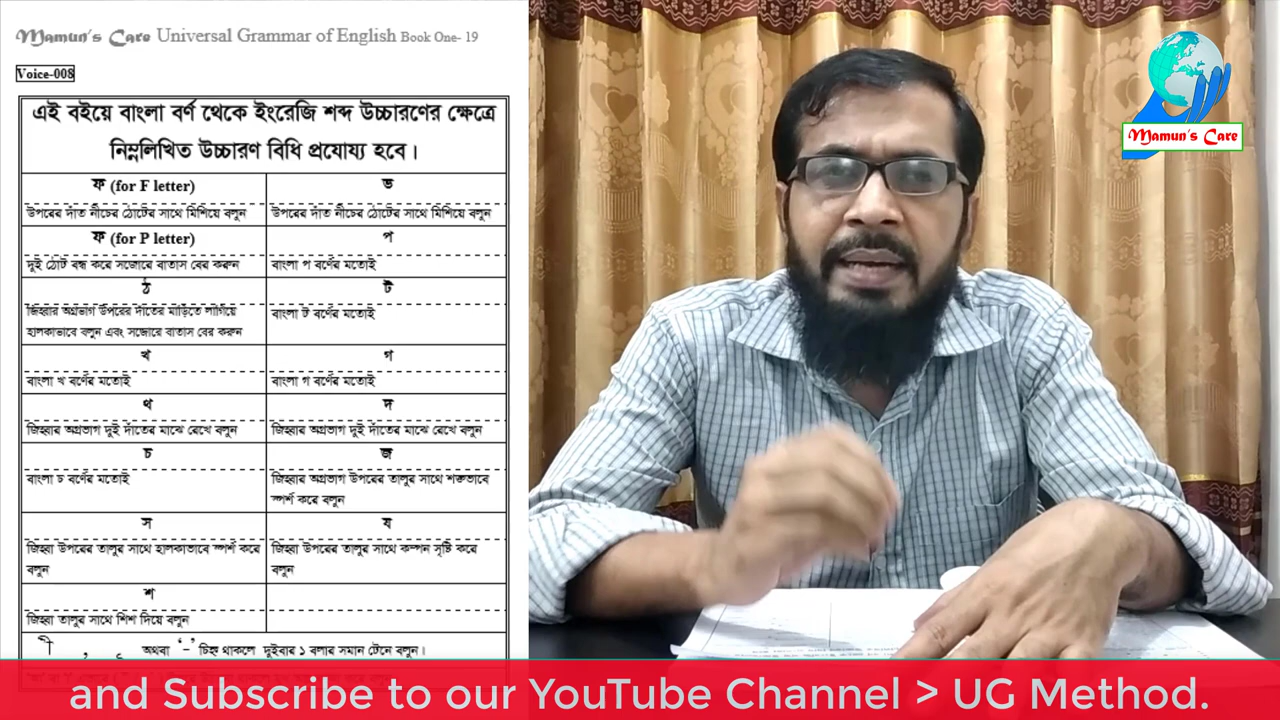 Mamun's Care Universal Grammar of English Book One- 19
Voice-008
এই বইয়ে বাংলা বর্ণ থেকে ইংরেজি শব্দ উচ্চারণের ক্ষেত্রে
নিম্নলিখিত উচ্চারণ বিধি প্রযোয্য হবে।
ফ (for F letter)
ভ
উপরের দাঁত নীচের ঠোটের সাথে মিশিয়ে বলুন
উপরের দাঁত নীচের ঠোটের সাথে মিশিয়ে বলুন
ফ (for P letter)
প
দুই ঠোট বন্ধ করে সজোরে বাতাস বের করুন
বাংলা প বর্ণের মতোই
ঠ
ট
জিহ্বার অগ্রভাগ উপরের দাঁতের মাড়িতে লাগিয়ে
হালকাভাবে বলুন এবং সজোরে বাতাস বের করুন
বাংলা ট বর্ণের মতোই
খ
গ
বাংলা খ বর্ণের মতোই
বাংলা গ বর্ণের মতোই
থ
দ
জিহ্বার অগ্রভাগ দুই দাঁতের মাঝে রেখে বলুন
জিহ্বার অগ্রভাগ দুই দাঁতের মাঝে রেখে বলুন
চ
জ
বাংলা চ বর্ণের মতোই
জিহ্বার অগ্রভাগ উপরের তালুর সাথে শক্তভাবে
স্পর্শ করে বলুন
স
য
জিহ্বা উপরের তালুর সাথে হালকাভাবে স্পর্শ করে
বলুন
জিহ্বা উপরের তালুর সাথে কম্পন সৃষ্টি করে
বলুন
শ
জিহ্বা তালুর সাথে শিশ দিয়ে বলুন
ী অথবা '-' চিহ্ন থাকলে দুইবার ১ বলার সমান টেনে বলুন।
Mamun's Care
and Subscribe to our YouTube Channel > UG Method.